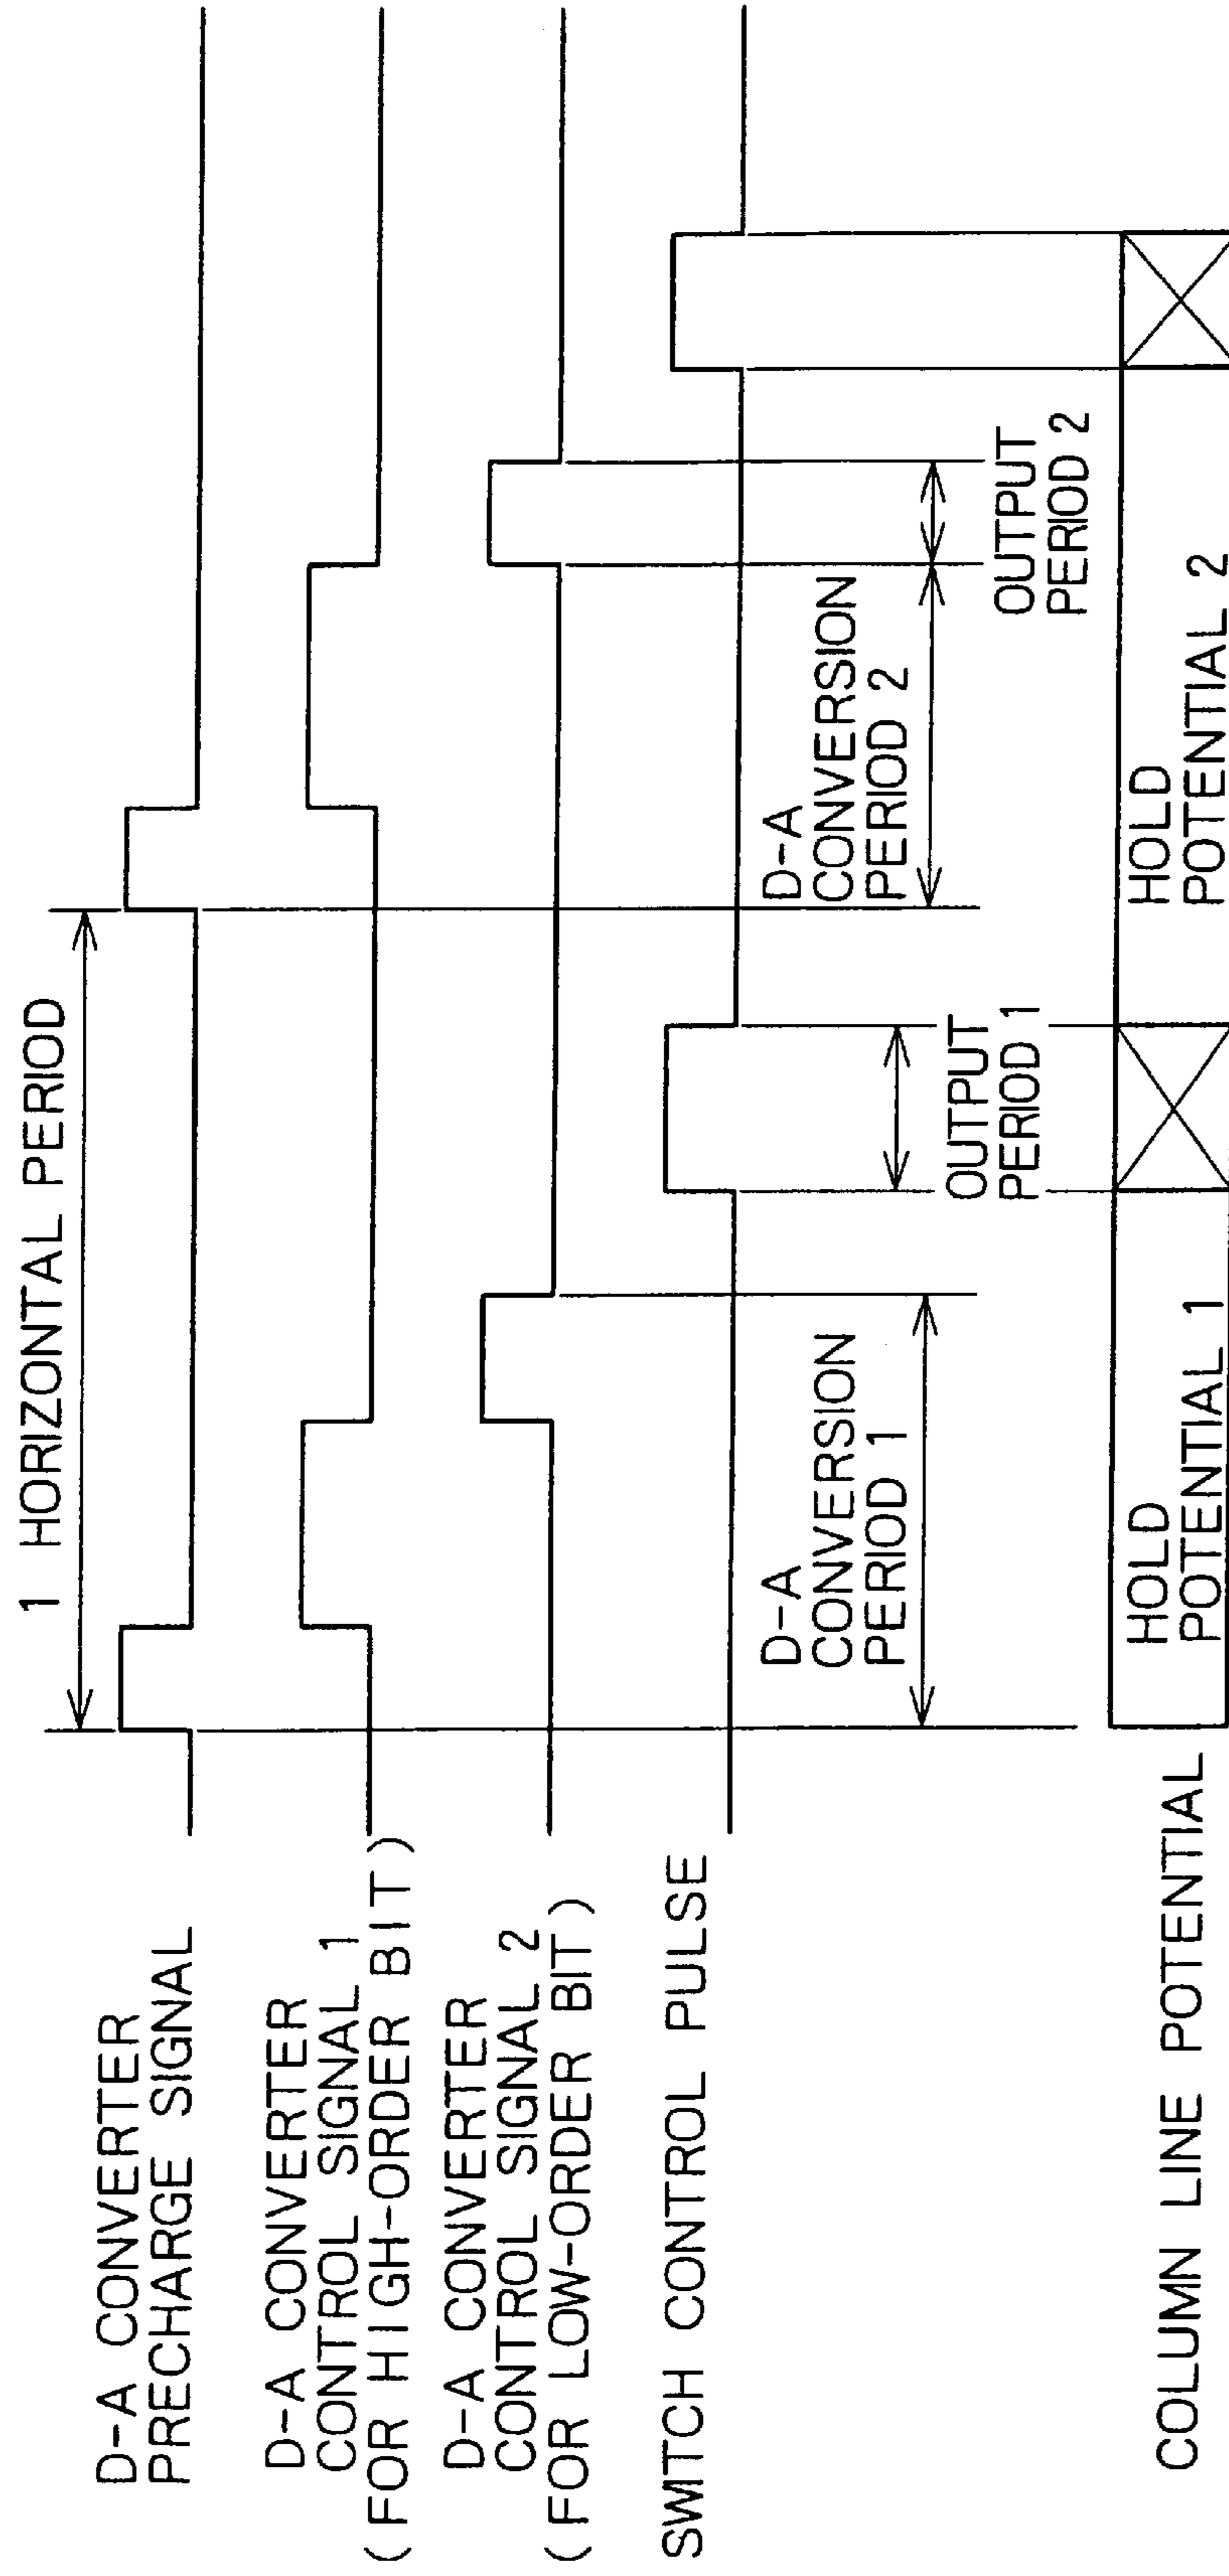 1 HORIZONTAL PERIOD
D-A CONVERTER
PRECHARGE SIGNAL
D-A CONVERTER
CONTROL SIGNAL 1
(FOR HIGH-ORDER BIT)
D-A CONVERTER
CONTROL SIGNAL 2
(FOR LOW-ORDER BIT)
SWITCH CONTROL PULSE
D-A
CONVERSION
PERIOD 1
OUTPUT
PERIOD 1
D-A
CONVERSION
PERIOD 2
OUTPUT
PERIOD 2
COLUMN LINE POTENTIAL
HOLD
POTENTIAL 1
HOLD
POTENTIAL 2